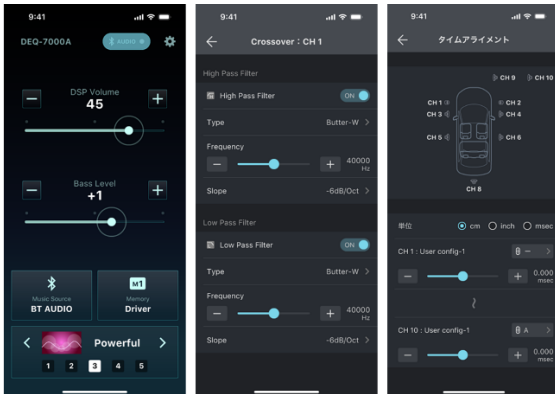 9:41
DEQ-7000A
AUDIO
DSP Volume
45
Bass Level
+1
Music Source
BT AUDIO
M1
Memory
Driver
Powerful
1 2 3 4 5
9:41
Crossover : CH 1
High Pass Filter
High Pass Filter
ON
Type
Butter-W
Frequency
40000
Hz
Slope
-6dB/Oct
Low Pass Filter
Low Pass Filter
ON
Type
Butter-W
Frequency
40000
Hz
Slope
-6dB/Oct
9:41
タイムアライメント
CH 9
CH 10
CH 1
CH 2
CH 3
CH 4
CH 5
CH 6
CH 8
単位
cm
inch
msec
CH 1 : User config-1
0.000
msec
CH 10 : User config-1
A
0.000
msec